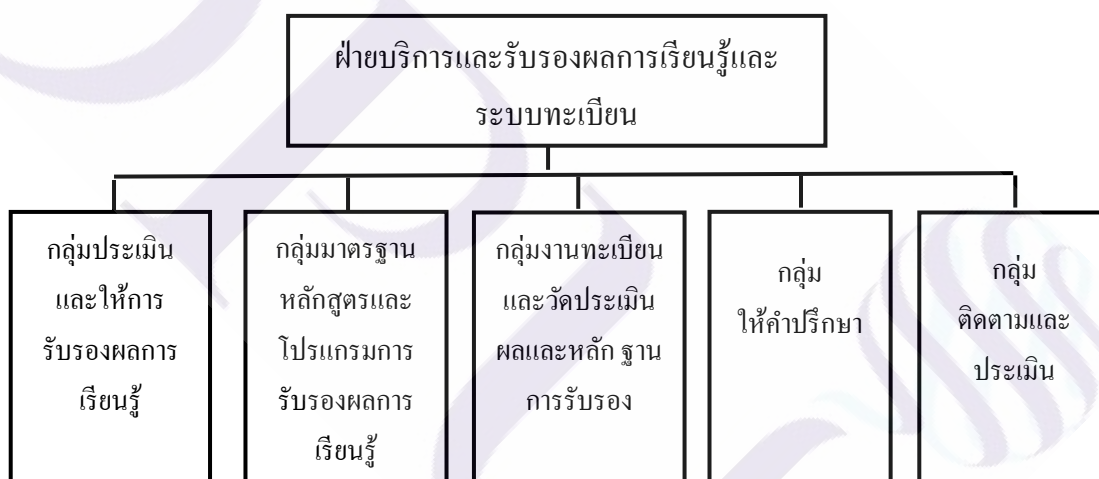 ฝ่ายบริการและรับรองผลการเรียนรู้และ
ระบบทะเบียน
กลุ่มประเมิน
และให้การ
รับรองผลการ
เรียนรู้
กลุ่มมาตรฐาน
หลักสูตรและ
โปรแกรมการ
รับรองผลการ
เรียนรู้
กลุ่มงานทะเบียน
และวัดประเมิน
ผลและหลัก ฐาน
การรับรอง
กลุ่ม
ให้คำปรึกษา
กลุ่ม
ติดตามและ
ประเมิน